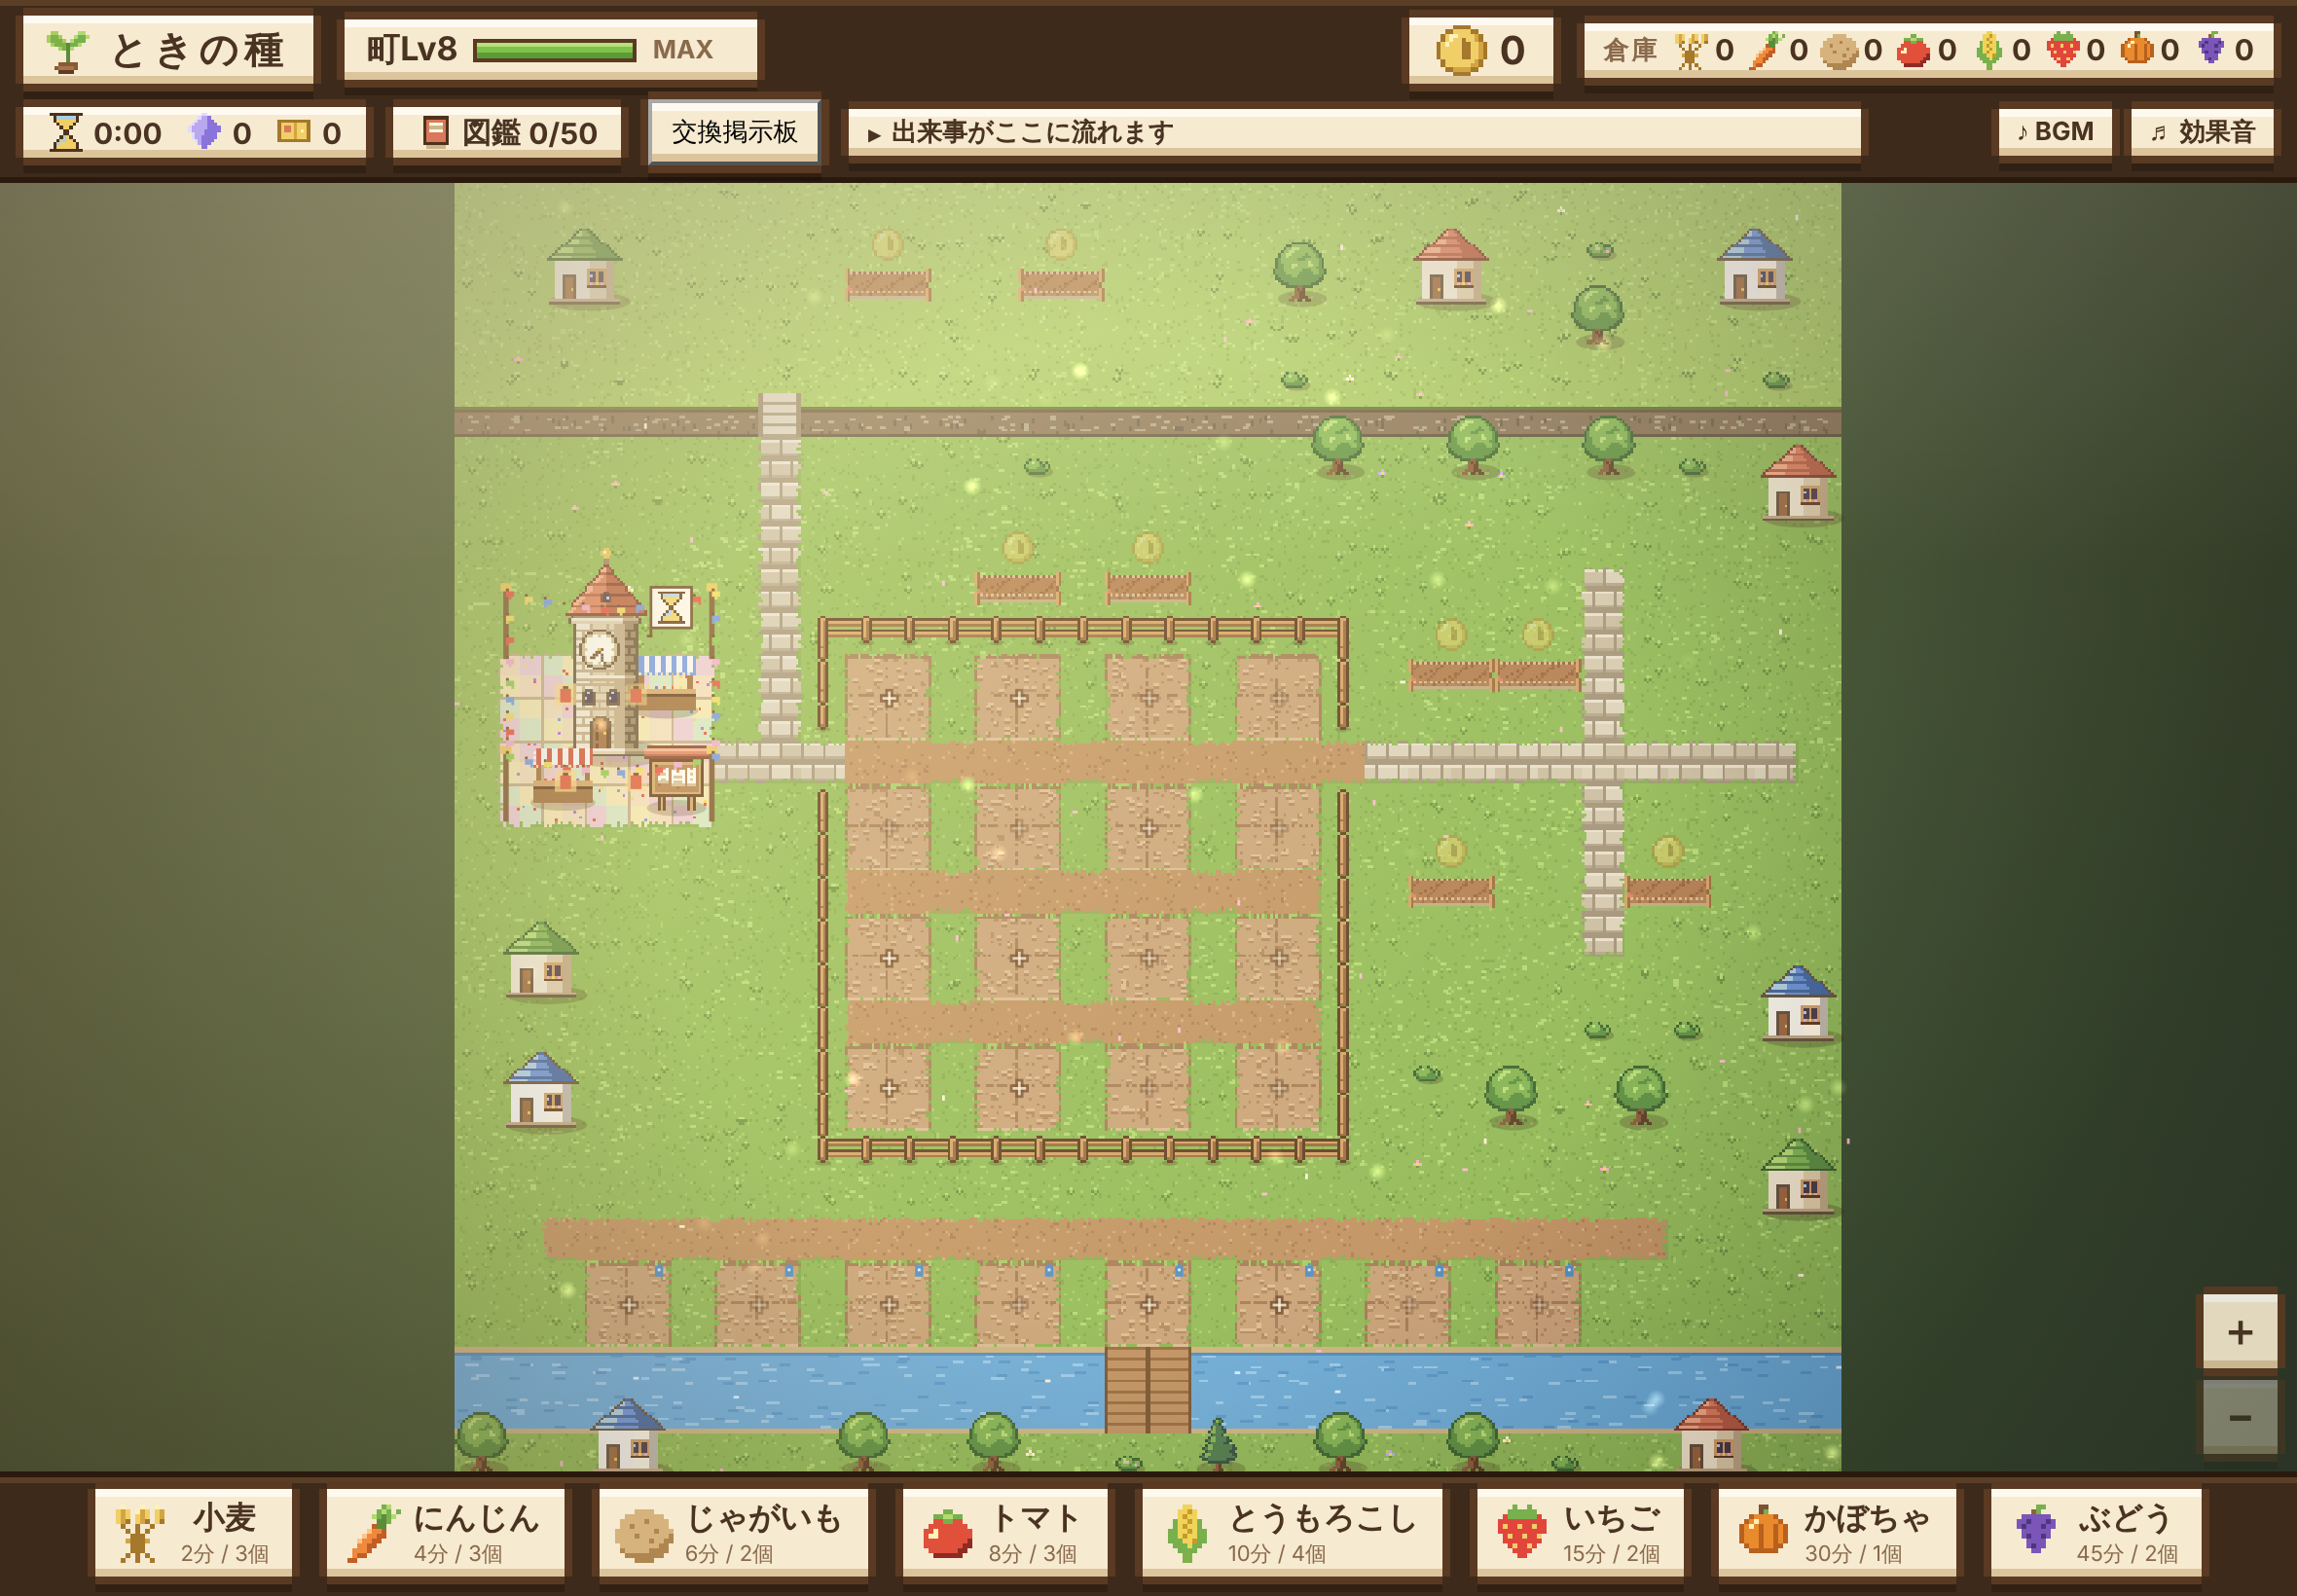 ときの種
町Lv8 MAX
0
倉庫 0 0 0 0 0 0 0 0
0:00 0 0
図鑑 0/50
交換掲示板
▸ 出来事がここに流れます
♪ BGM
♬ 効果音
+
−
小麦
2分 / 3個
にんじん
4分 / 3個
じゃがいも
6分 / 2個
トマト
8分 / 3個
とうもろこし
10分 / 4個
いちご
15分 / 2個
かぼちゃ
30分 / 1個
ぶどう
45分 / 2個